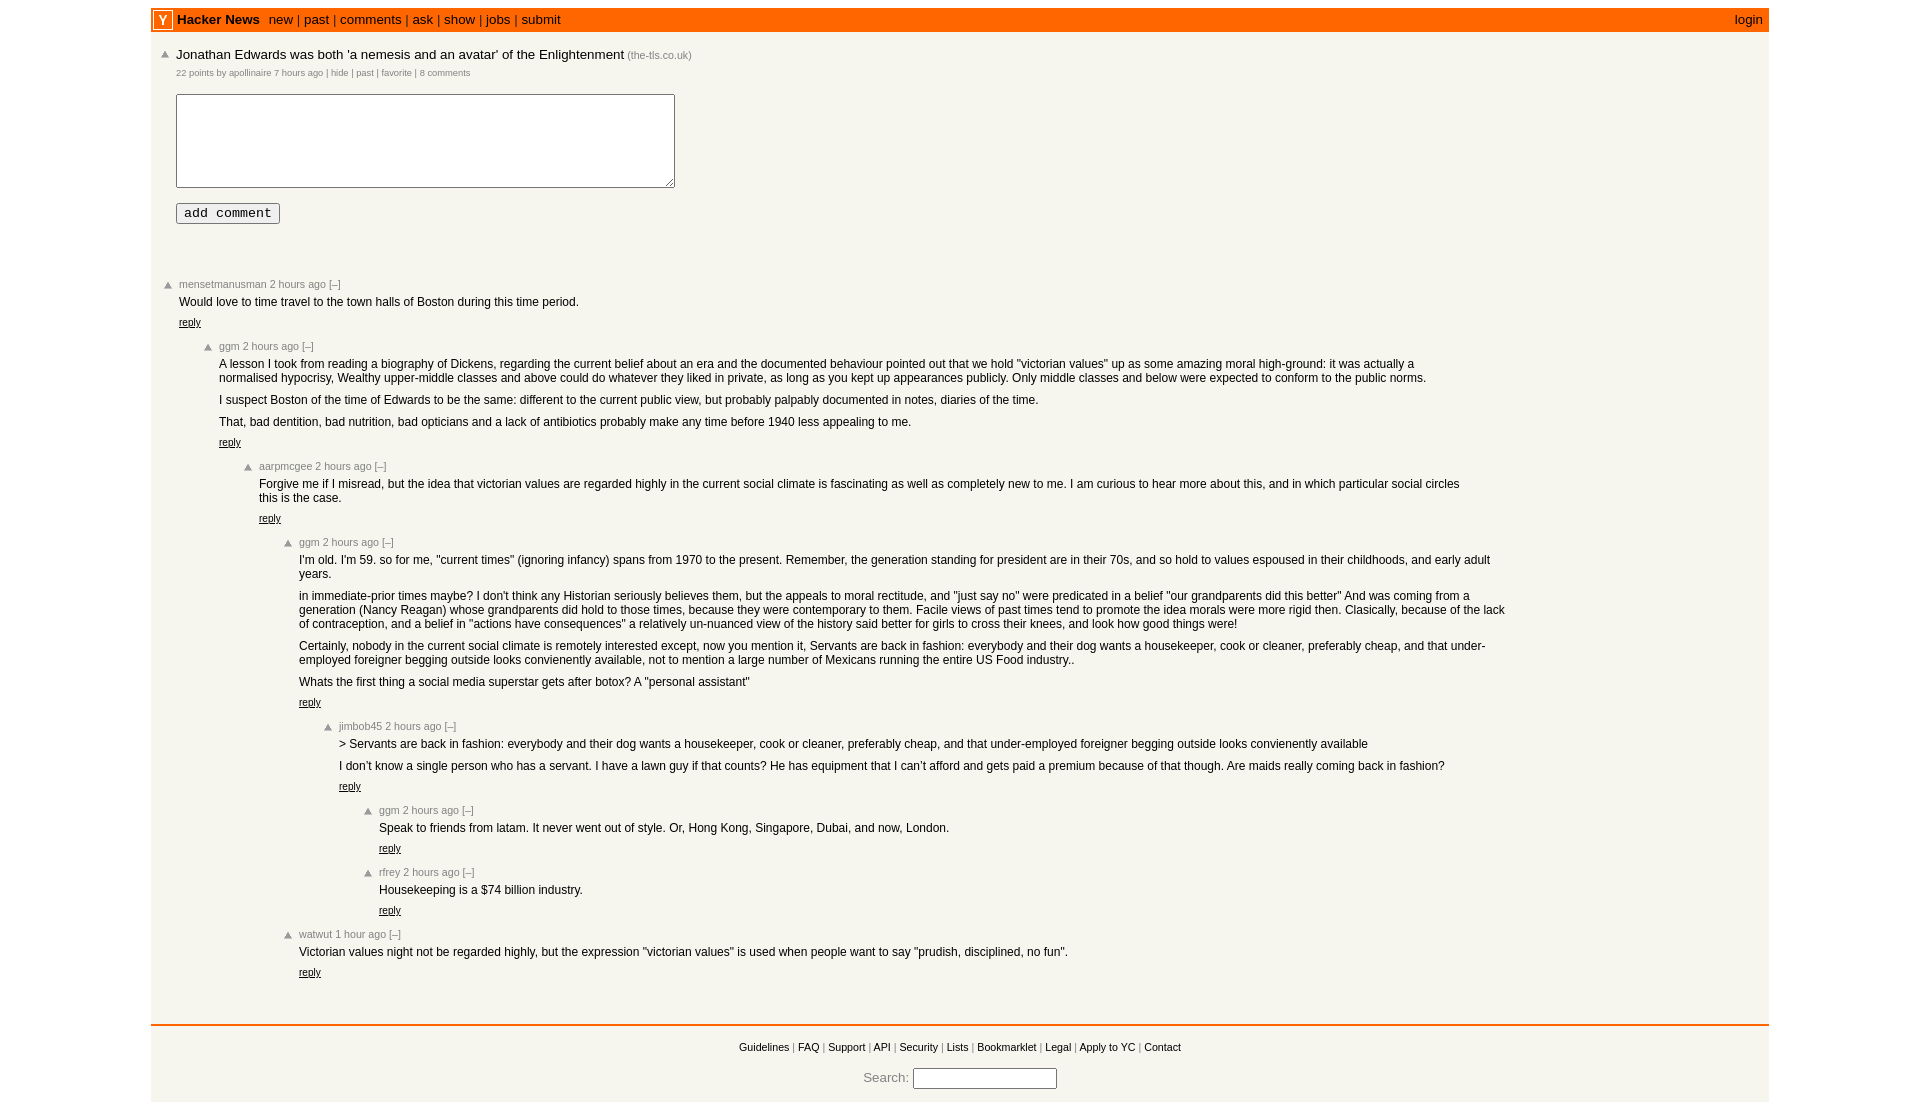 Y Hacker News new | past | comments | ask | show | jobs | submit login
Jonathan Edwards was both 'a nemesis and an avatar' of the Enlightenment (the-tls.co.uk)
22 points by apollinaire 7 hours ago | hide | past | favorite | 8 comments
add comment
mensetmanusman 2 hours ago [–]
Would love to time travel to the town halls of Boston during this time period.
reply
ggm 2 hours ago [–]
A lesson I took from reading a biography of Dickens, regarding the current belief about an era and the documented behaviour pointed out that we hold "victorian values" up as some amazing moral high-ground: it was actually a
normalised hypocrisy, Wealthy upper-middle classes and above could do whatever they liked in private, as long as you kept up appearances publicly. Only middle classes and below were expected to conform to the public norms.
I suspect Boston of the time of Edwards to be the same: different to the current public view, but probably palpably documented in notes, diaries of the time.
That, bad dentition, bad nutrition, bad opticians and a lack of antibiotics probably make any time before 1940 less appealing to me.
reply
aarpmcgee 2 hours ago [–]
Forgive me if I misread, but the idea that victorian values are regarded highly in the current social climate is fascinating as well as completely new to me. I am curious to hear more about this, and in which particular social circles
this is the case.
reply
ggm 2 hours ago [–]
I'm old. I'm 59. so for me, "current times" (ignoring infancy) spans from 1970 to the present. Remember, the generation standing for president are in their 70s, and so hold to values espoused in their childhoods, and early adult
years.
in immediate-prior times maybe? I don't think any Historian seriously believes them, but the appeals to moral rectitude, and "just say no" were predicated in a belief "our grandparents did this better" And was coming from a
generation (Nancy Reagan) whose grandparents did hold to those times, because they were contemporary to them. Facile views of past times tend to promote the idea morals were more rigid then. Clasically, because of the lack
of contraception, and a belief in "actions have consequences" a relatively un-nuanced view of the history said better for girls to cross their knees, and look how good things were!
Certainly, nobody in the current social climate is remotely interested except, now you mention it, Servants are back in fashion: everybody and their dog wants a housekeeper, cook or cleaner, preferably cheap, and that under-
employed foreigner begging outside looks convienently available, not to mention a large number of Mexicans running the entire US Food industry..
Whats the first thing a social media superstar gets after botox? A "personal assistant"
reply
jimbob45 2 hours ago [–]
> Servants are back in fashion: everybody and their dog wants a housekeeper, cook or cleaner, preferably cheap, and that under-employed foreigner begging outside looks convienently available
I don’t know a single person who has a servant. I have a lawn guy if that counts? He has equipment that I can’t afford and gets paid a premium because of that though. Are maids really coming back in fashion?
reply
ggm 2 hours ago [–]
Speak to friends from latam. It never went out of style. Or, Hong Kong, Singapore, Dubai, and now, London.
reply
rfrey 2 hours ago [–]
Housekeeping is a $74 billion industry.
reply
watwut 1 hour ago [–]
Victorian values night not be regarded highly, but the expression "victorian values" is used when people want to say "prudish, disciplined, no fun".
reply
Guidelines | FAQ | Support | API | Security | Lists | Bookmarklet | Legal | Apply to YC | Contact
Search: